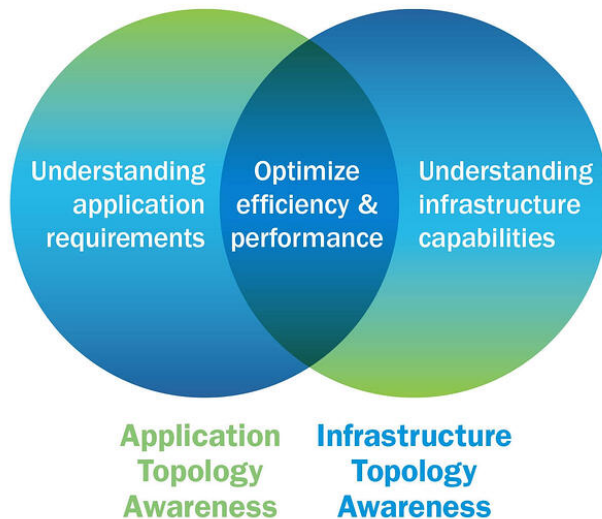 Understanding
application
requirements
Optimize
efficiency &
performance
Understanding
infrastructure
capabilities
Application
Topology
Awareness
Infrastructure
Topology
Awareness